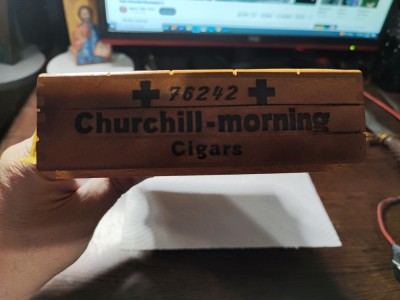 ✚ 76242 ✚
Churchill-morning
Cigars